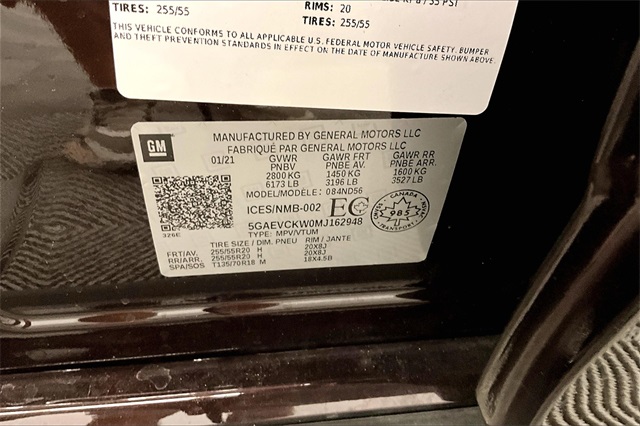 TIRES: 255/55
RIMS: 20
TIRES: 255/55
THIS VEHICLE CONFORMS TO ALL APPLICABLE U.S. FEDERAL MOTOR VEHICLE SAFETY, BUMPER
AND THEFT PREVENTION STANDARDS IN EFFECT ON THE DATE OF MANUFACTURE SHOWN ABOVE.
GM
MANUFACTURED BY GENERAL MOTORS LLC
FABRIQUÉ PAR GENERAL MOTORS LLC
01/21 GVWR GAWR FRT GAWR RR
PNBV PNBE AV. PNBE ARR.
2800 KG 1450 KG 1600 KG
6173 LB 3196 LB 3527 LB
MODEL/MODÈLE: 084ND56
ICES/NMB-002 EC
CANADA
985
TRANSPORT
5GAEVCKW0MJ162948
326E
TYPE: MPV/VTUM
TIRE SIZE / DIM. PNEU RIM / JANTE
FRT/AV. 255/55R20 H 20X8J
RR/ARR. 255/55R20 H 20X8J
SPA/SOS T135/70R18 M 18X4.5B